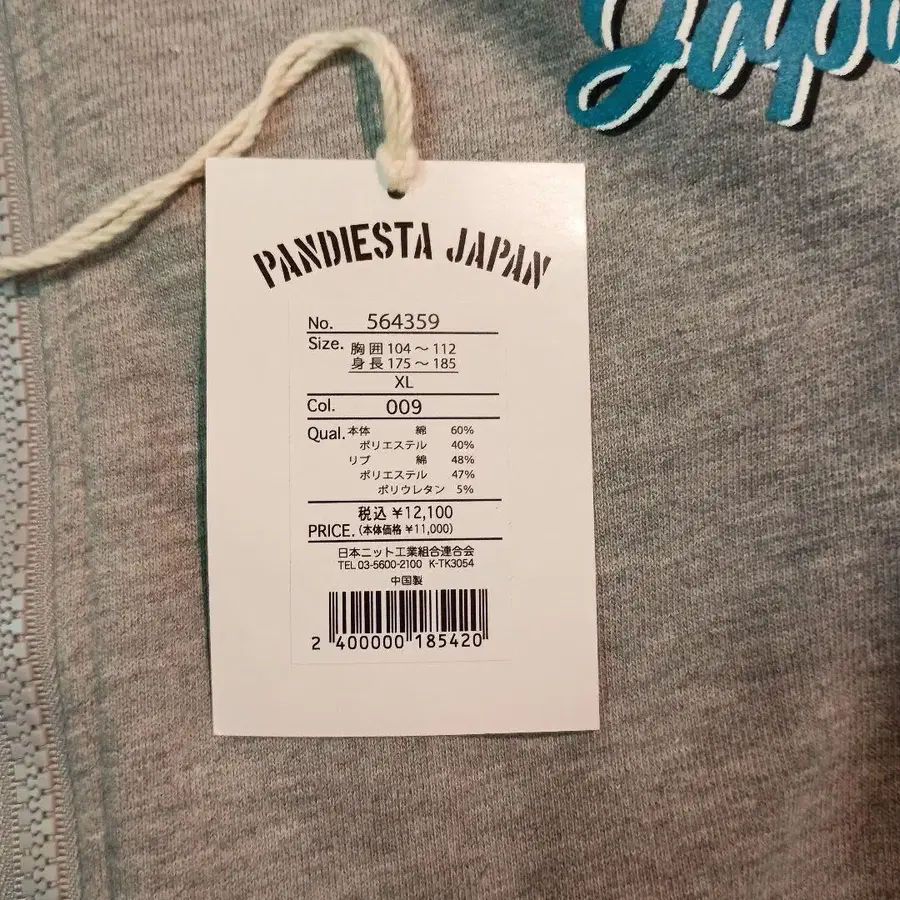 Japa
PANDIESTA JAPAN
No. 564359
Size. 胸囲 104～112
身長 175～185
XL
Col. 009
Qual. 本体 綿 60%
ポリエステル 40%
リブ 綿 48%
ポリエステル 47%
ポリウレタン 5%
税込 ¥12,100
PRICE. (本体価格 ¥11,000)
日本ニット工業組合連合会
TEL 03-5600-2100 K-TK3054
中国製
2 400000 185420